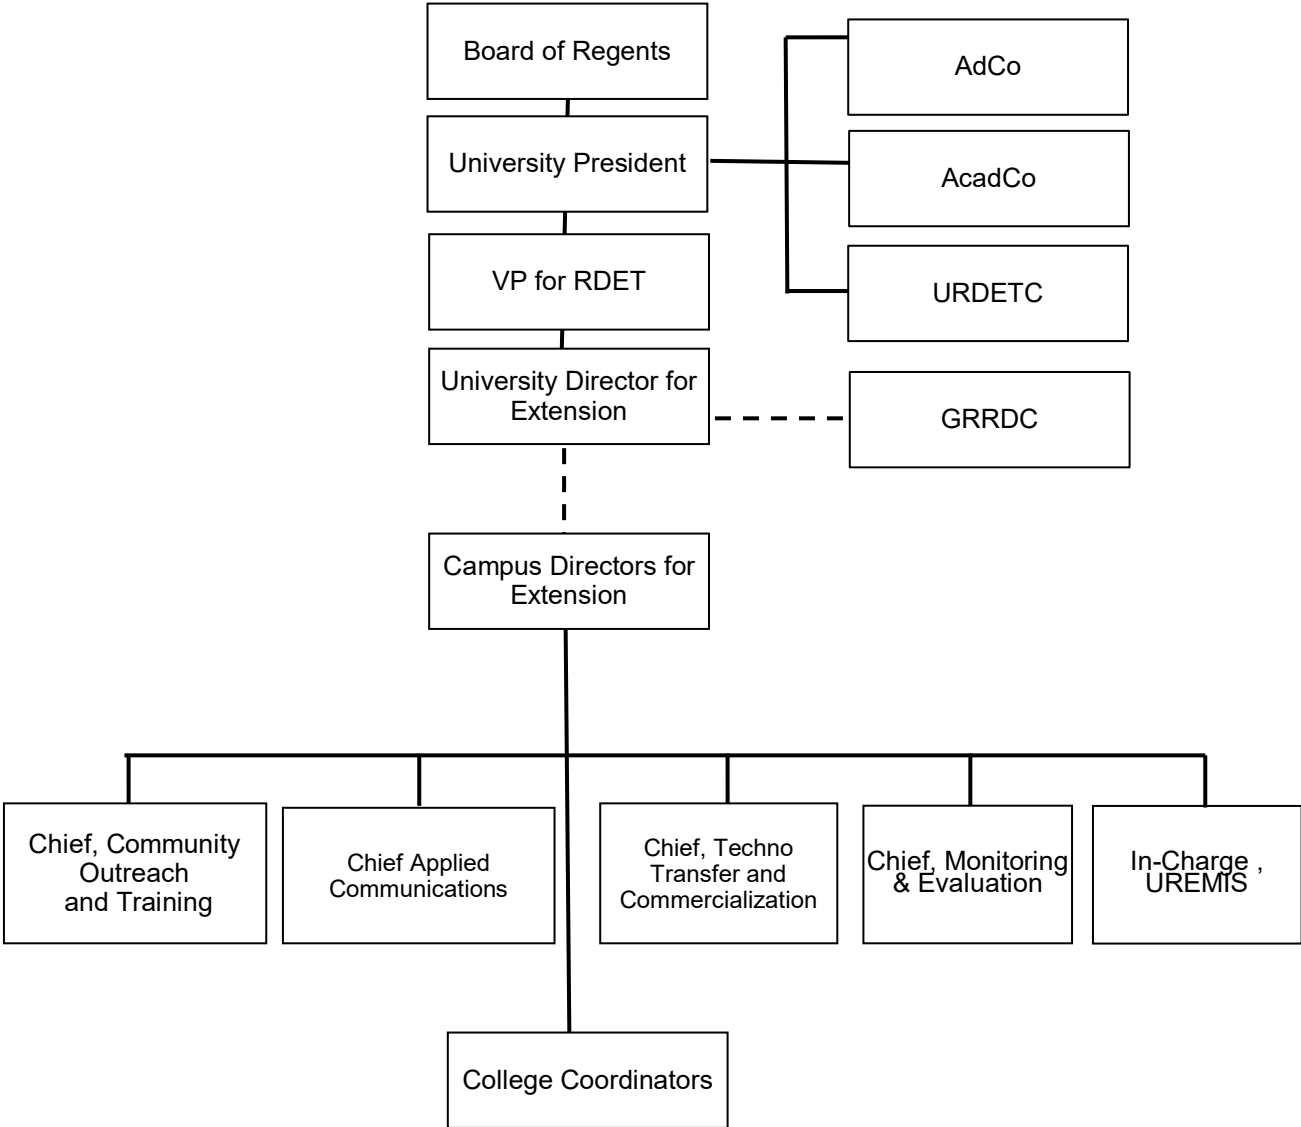 Board of Regents
AdCo
University President
AcadCo
VP for RDET
URDETC
University Director for
Extension
GRRDC
Campus Directors for
Extension
Chief, Community
Outreach
and Training
Chief Applied
Communications
Chief, Techno
Transfer and
Commercialization
Chief, Monitoring
& Evaluation
In-Charge ,
UREMIS
College Coordinators